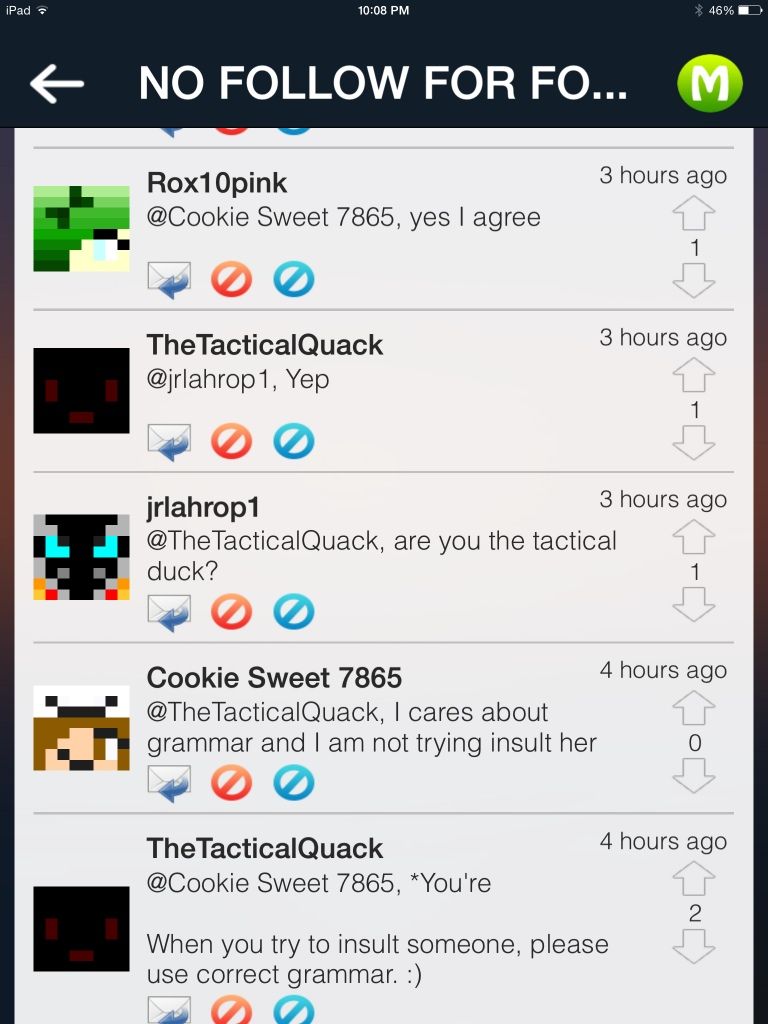 iPad
10:08 PM
46%
NO FOLLOW FOR FO...
M
Rox10pink
3 hours ago
@Cookie Sweet 7865, yes I agree
1
TheTacticalQuack
3 hours ago
@jrlahrop1, Yep
1
jrlahrop1
3 hours ago
@TheTacticalQuack, are you the tactical
duck?
1
Cookie Sweet 7865
4 hours ago
@TheTacticalQuack, I cares about
grammar and I am not trying insult her
0
TheTacticalQuack
4 hours ago
@Cookie Sweet 7865, *You're
2
When you try to insult someone, please
use correct grammar. :)